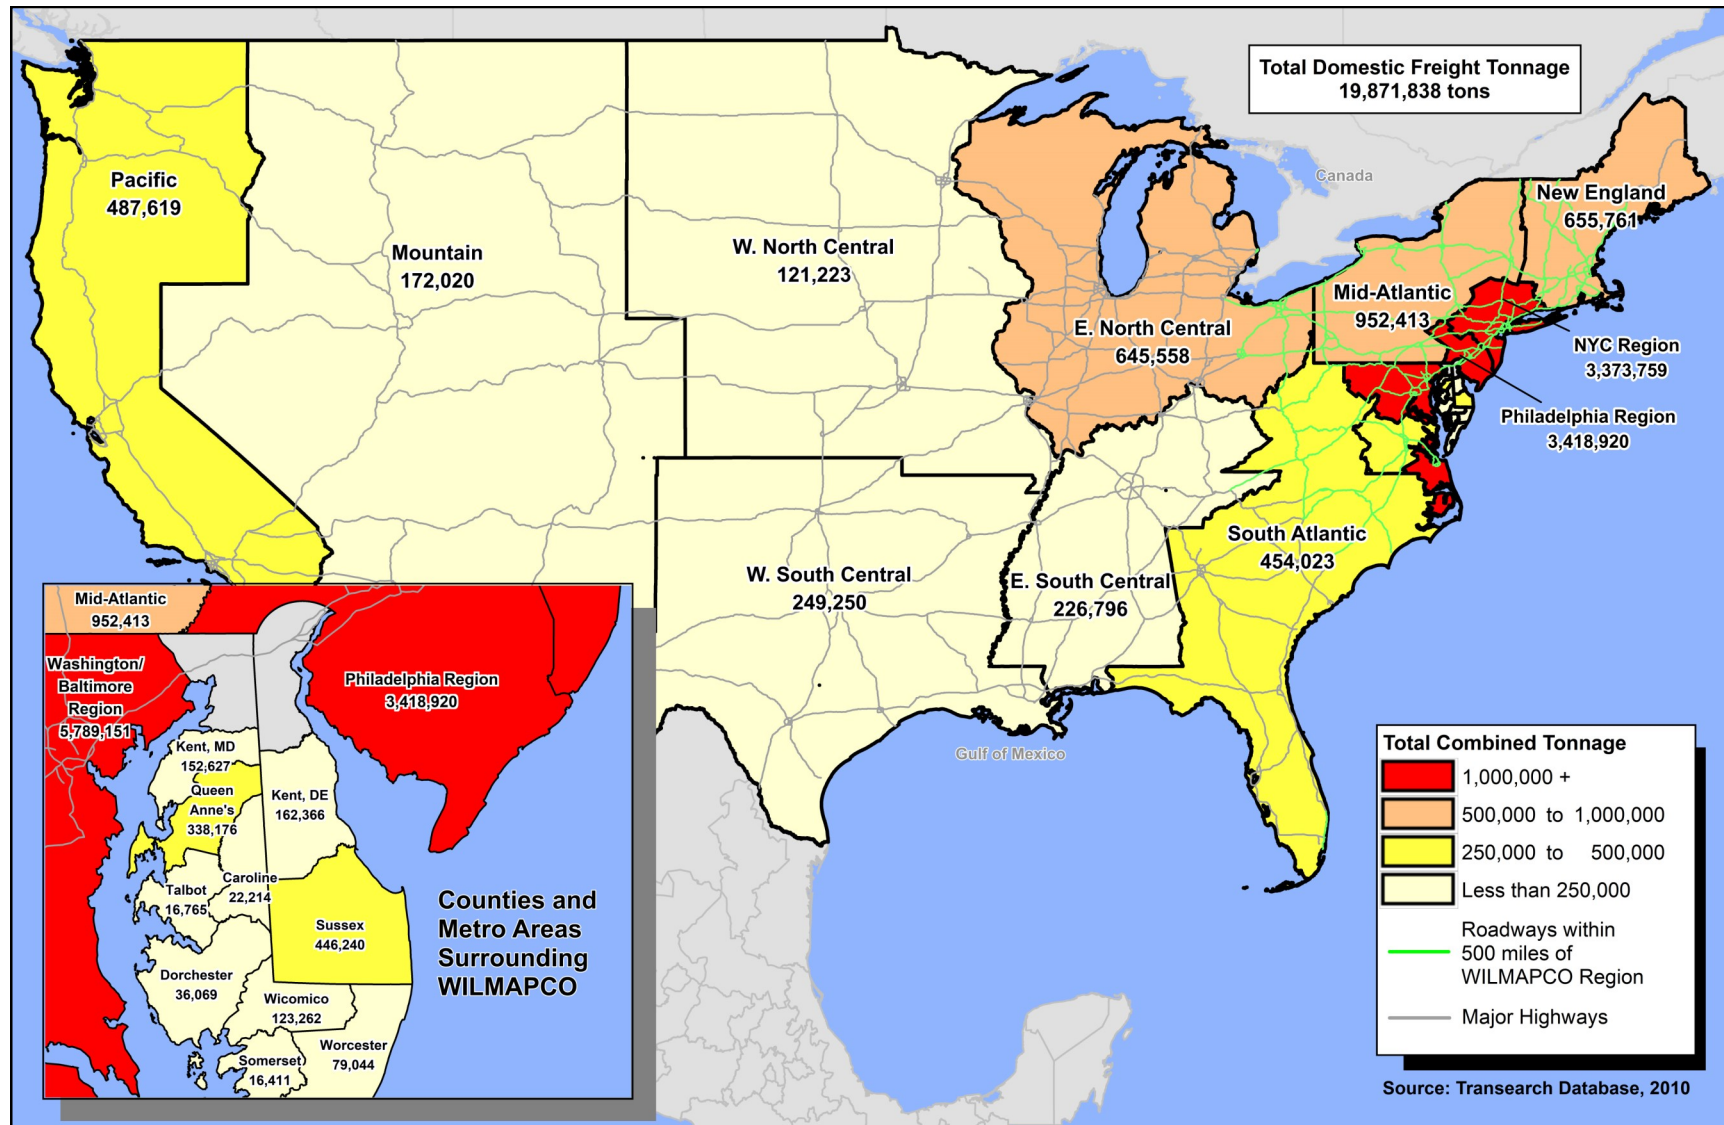 Total Domestic Freight Tonnage
19,871,838 tons
Canada
Pacific
487,619
Mountain
172,020
W. North Central
121,223
E. North Central
645,558
New England
655,761
Mid-Atlantic
952,413
NYC Region
3,373,759
Philadelphia Region
3,418,920
South Atlantic
454,023
W. South Central
249,250
E. South Central
226,796
Gulf of Mexico
Mid-Atlantic
952,413
Washington/
Baltimore
Region
5,789,151
Philadelphia Region
3,418,920
Kent, MD
152,627
Queen
Anne's
338,176
Kent, DE
162,366
Talbot
16,765
Caroline
22,214
Sussex
446,240
Dorchester
36,069
Wicomico
123,262
Worcester
79,044
Somerset
16,411
Counties and
Metro Areas
Surrounding
WILMAPCO
Total Combined Tonnage
1,000,000 +
500,000 to 1,000,000
250,000 to 500,000
Less than 250,000
Roadways within
500 miles of
WILMAPCO Region
Major Highways
Source: Transearch Database, 2010